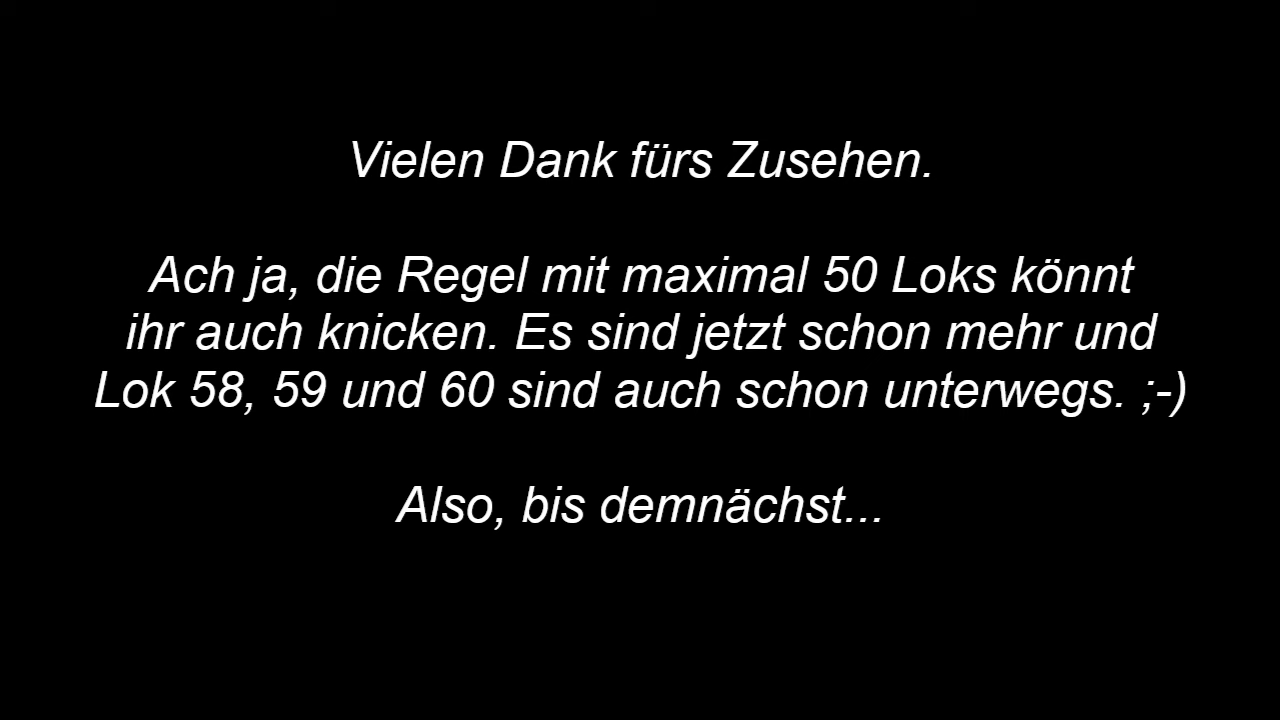 Vielen Dank fürs Zusehen.
Ach ja, die Regel mit maximal 50 Loks könnt
ihr auch knicken. Es sind jetzt schon mehr und
Lok 58, 59 und 60 sind auch schon unterwegs. ;-)
Also, bis demnächst...